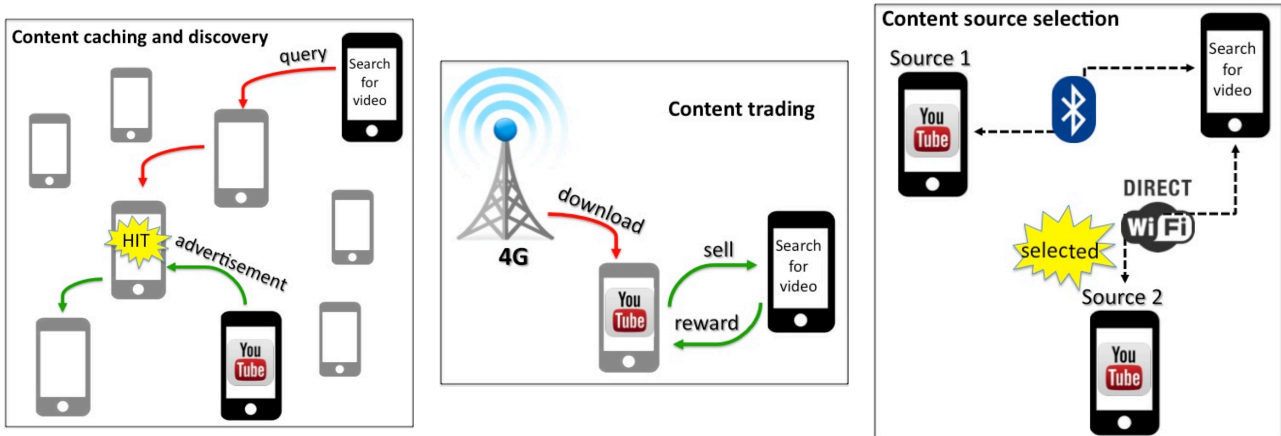 Content caching and discovery
query
Search
for
video
HIT
advertisement
You
Tube
Content trading
download
4G
sell
Search
for
video
You
Tube
reward
Content source selection
Source 1
Search
for
video
You
Tube
DIRECT
WiFi
selected
Source 2
You
Tube